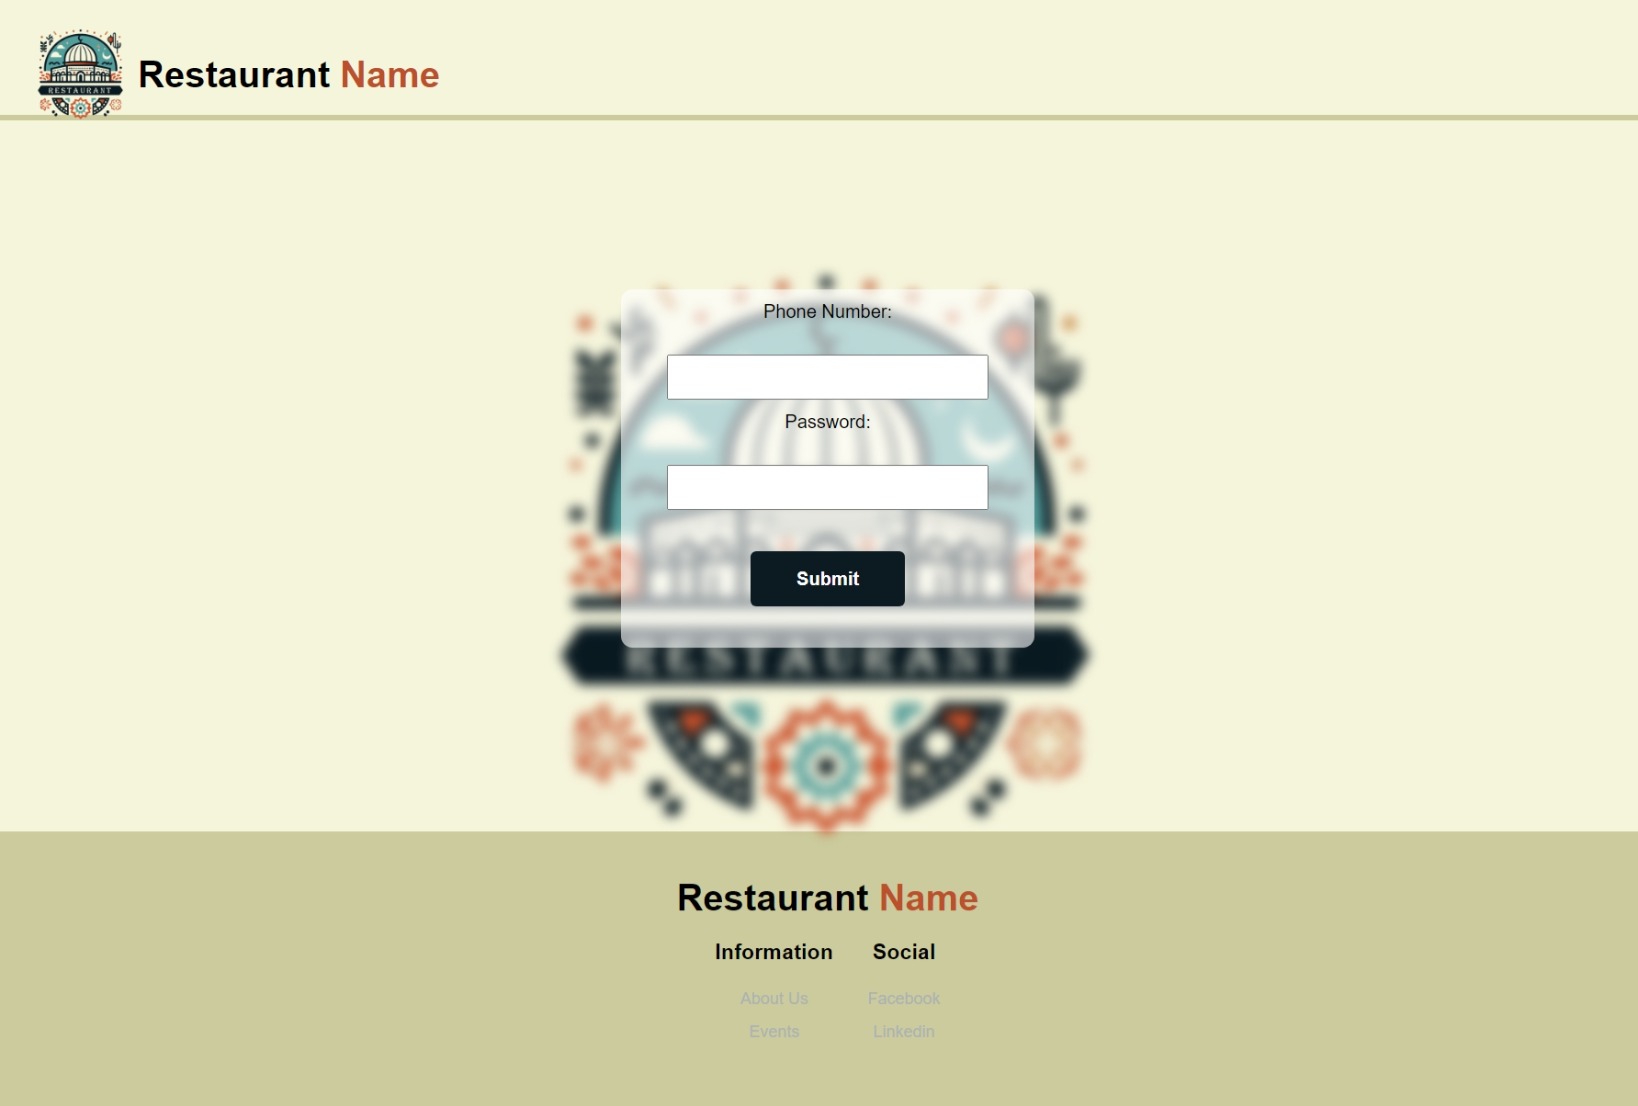 RESTAURANT
Restaurant Name
Phone Number:
Password:
Submit
RESTAURANT
Restaurant Name
Information Social
About Us Facebook
Events Linkedin